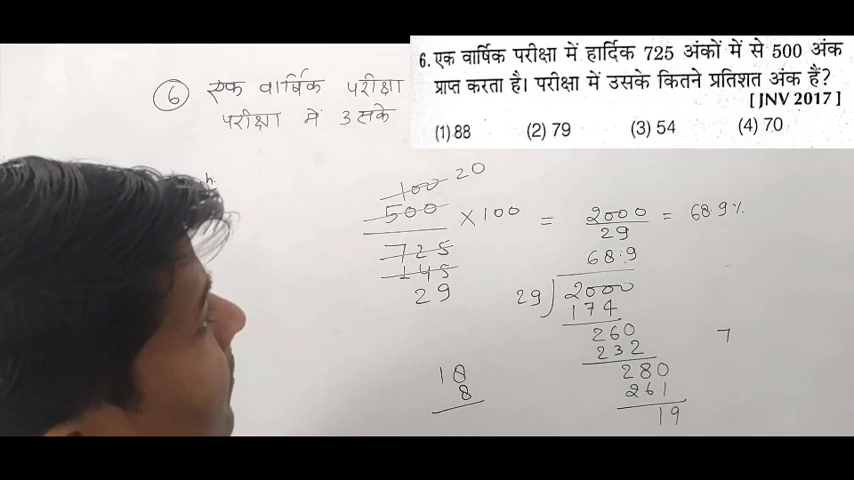 6. एक वार्षिक परीक्षा में हार्दिक 725 अंकों में से 500 अंक
प्राप्त करता है। परीक्षा में उसके कितने प्रतिशत अंक हैं?
[JNV 2017]
(1) 88 (2) 79 (3) 54 (4) 70
6 एक वार्षिक परीक्षा
परीक्षा में उसके
h.
100 20
500 × 100 = 2000 = 68.9%
725 29
145 68.9
29 29 2000
174
260
232 7
18 280
8 261
19